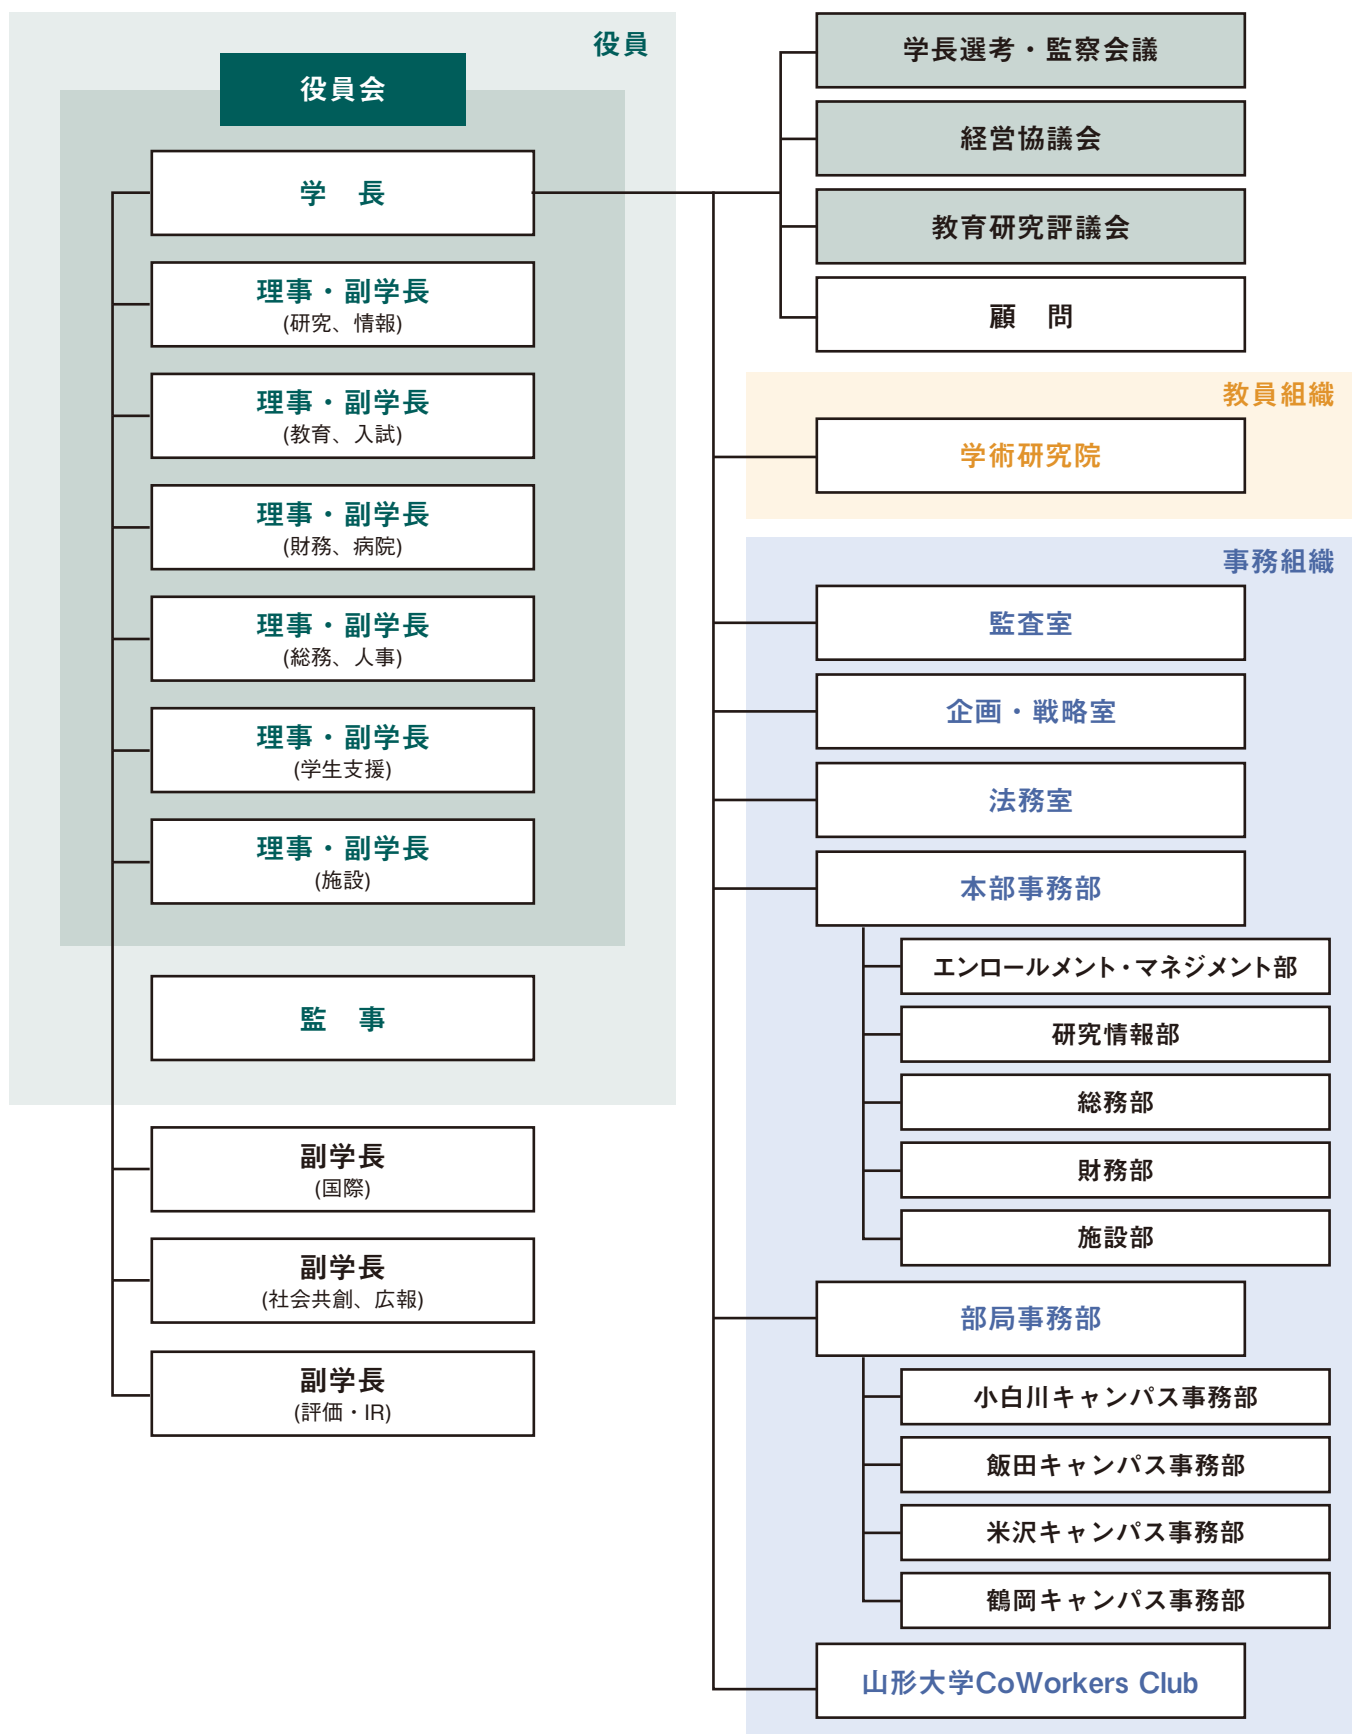 役員
役員会
学　長
理事・副学長
(研究、情報)
理事・副学長
(教育、入試)
理事・副学長
(財務、病院)
理事・副学長
(総務、人事)
理事・副学長
(学生支援)
理事・副学長
(施設)
監　事
副学長
(国際)
副学長
(社会共創、広報)
副学長
(評価・IR)
学長選考・監察会議
経営協議会
教育研究評議会
顧　問
教員組織
学術研究院
事務組織
監査室
企画・戦略室
法務室
本部事務部
エンロールメント・マネジメント部
研究情報部
総務部
財務部
施設部
部局事務部
小白川キャンパス事務部
飯田キャンパス事務部
米沢キャンパス事務部
鶴岡キャンパス事務部
山形大学CoWorkers Club